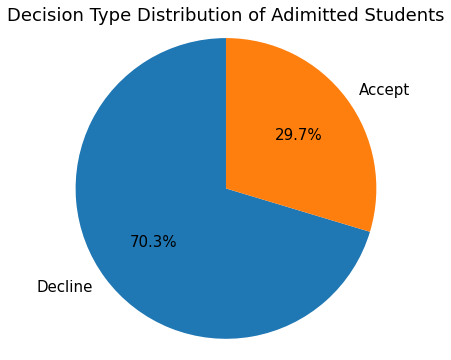 Decision Type Distribution of Adimitted Students
Accept
29.7%
70.3%
Decline